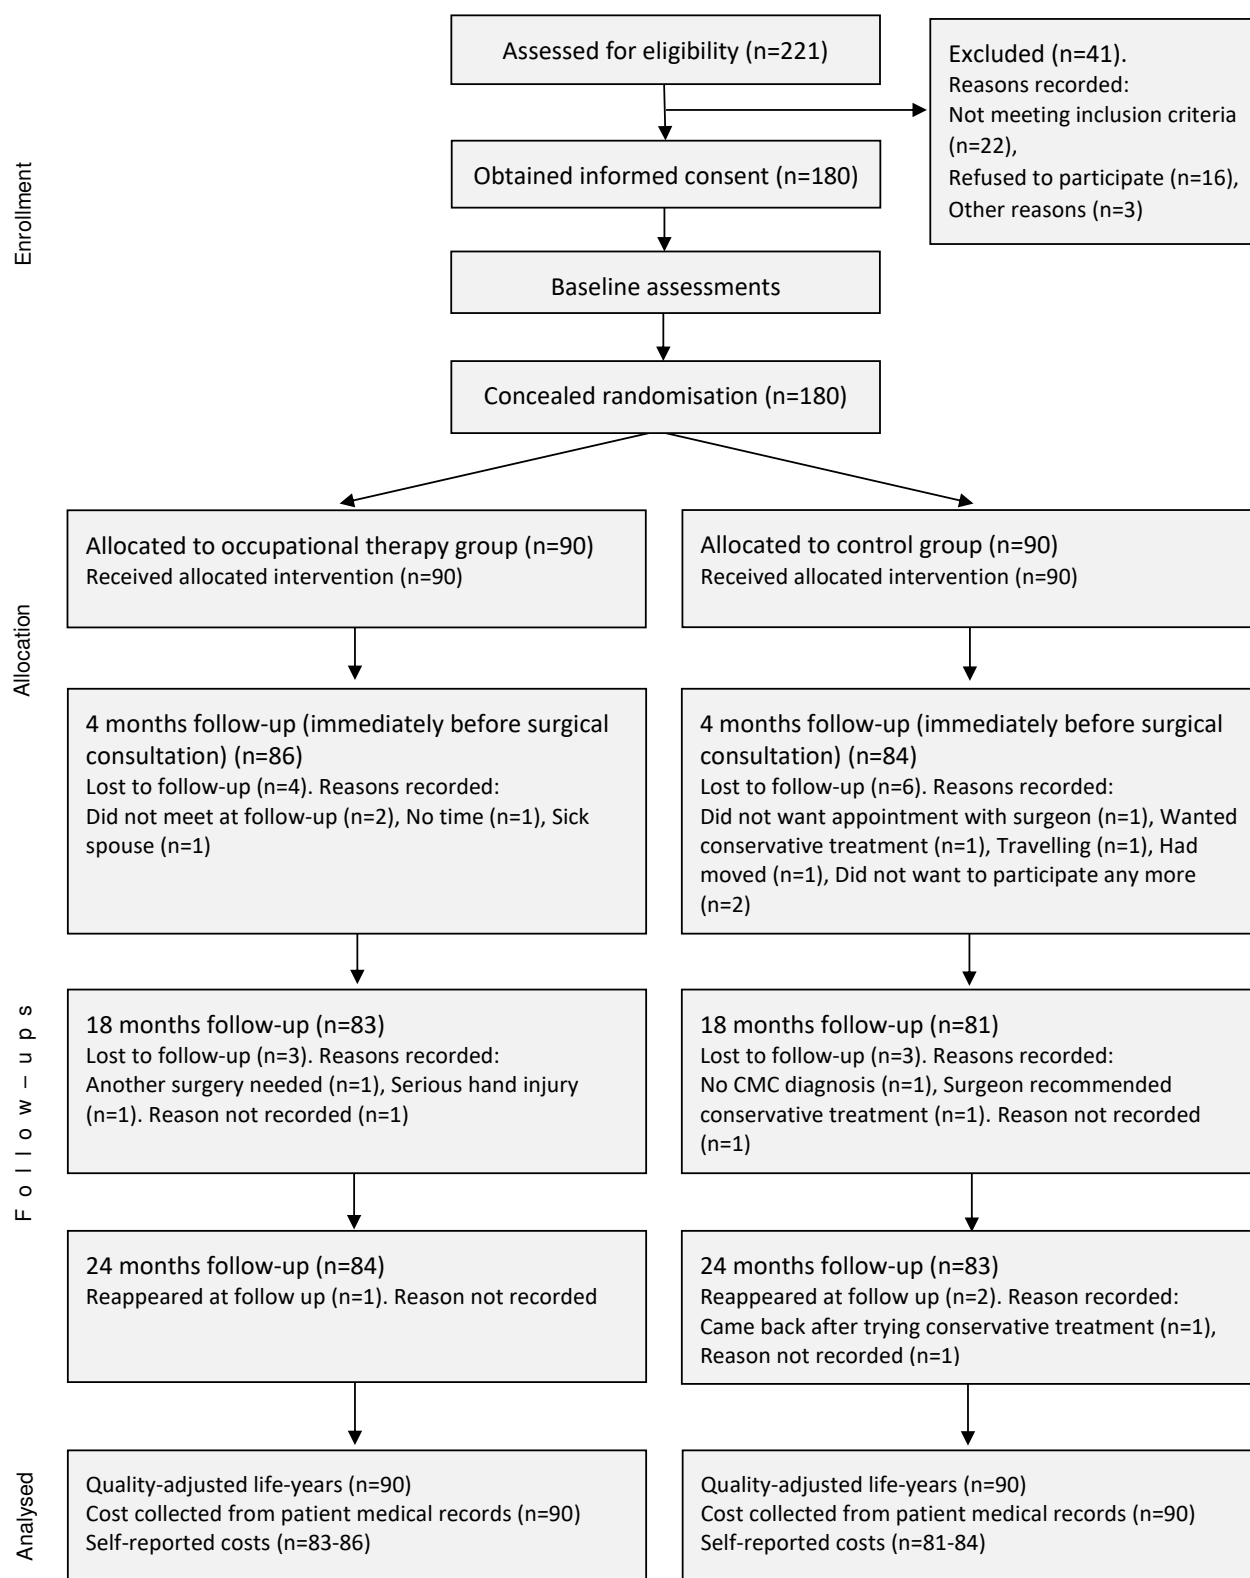 Assessed for eligibility (n=221)
Excluded (n=41).
Reasons recorded:
Not meeting inclusion criteria
(n=22),
Refused to participate (n=16),
Other reasons (n=3)
Enrollment
Obtained informed consent (n=180)
Baseline assessments
Concealed randomisation (n=180)
Allocation
Allocated to occupational therapy group (n=90)
Received allocated intervention (n=90)
Allocated to control group (n=90)
Received allocated intervention (n=90)
4 months follow-up (immediately before surgical
consultation) (n=86)
Lost to follow-up (n=4). Reasons recorded:
Did not meet at follow-up (n=2), No time (n=1), Sick
spouse (n=1)
4 months follow-up (immediately before surgical
consultation) (n=84)
Lost to follow-up (n=6). Reasons recorded:
Did not want appointment with surgeon (n=1), Wanted
conservative treatment (n=1), Travelling (n=1), Had
moved (n=1), Did not want to participate any more
(n=2)
Follow–ups
18 months follow-up (n=83)
Lost to follow-up (n=3). Reasons recorded:
Another surgery needed (n=1), Serious hand injury
(n=1). Reason not recorded (n=1)
18 months follow-up (n=81)
Lost to follow-up (n=3). Reasons recorded:
No CMC diagnosis (n=1), Surgeon recommended
conservative treatment (n=1). Reason not recorded
(n=1)
24 months follow-up (n=84)
Reappeared at follow up (n=1). Reason not recorded
24 months follow-up (n=83)
Reappeared at follow up (n=2). Reason recorded:
Came back after trying conservative treatment (n=1),
Reason not recorded (n=1)
Analysed
Quality-adjusted life-years (n=90)
Cost collected from patient medical records (n=90)
Self-reported costs (n=83-86)
Quality-adjusted life-years (n=90)
Cost collected from patient medical records (n=90)
Self-reported costs (n=81-84)